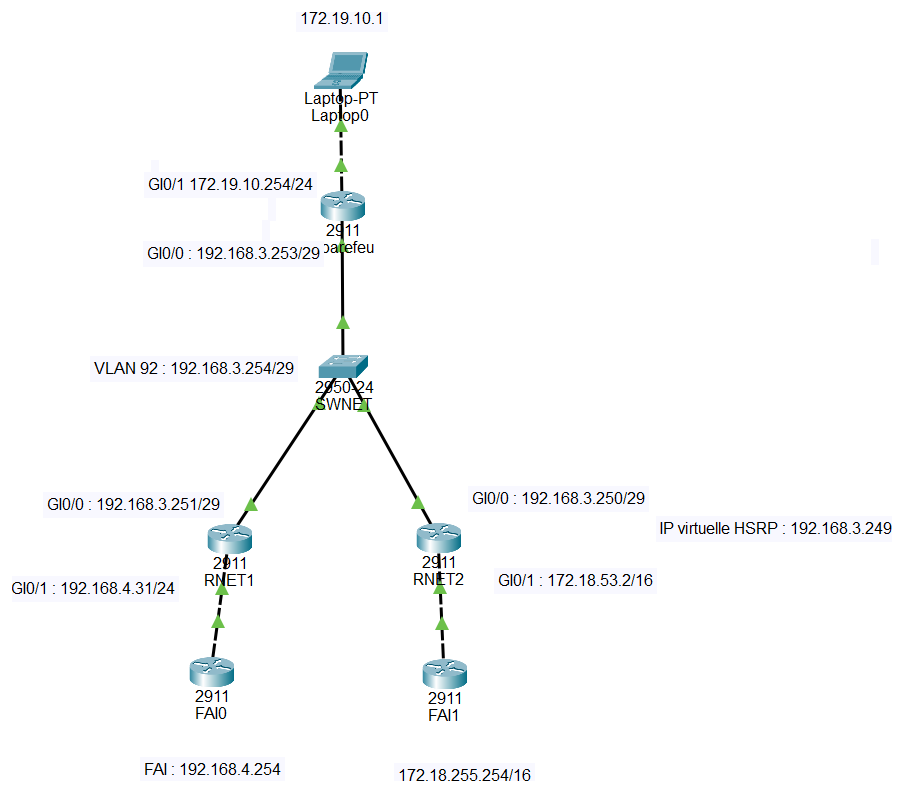 172.19.10.1
Laptop-PT
Laptop0
GI0/1 172.19.10.254/24
2911
parefeu
GI0/0 : 192.168.3.253/29
VLAN 92 : 192.168.3.254/29
2950-24
SWNET
GI0/0 : 192.168.3.251/29
GI0/0 : 192.168.3.250/29
IP virtuelle HSRP : 192.168.3.249
2911
RNET1
2911
RNET2
GI0/1 : 192.168.4.31/24
GI0/1 : 172.18.53.2/16
2911
FAI0
2911
FAI1
FAI : 192.168.4.254
172.18.255.254/16